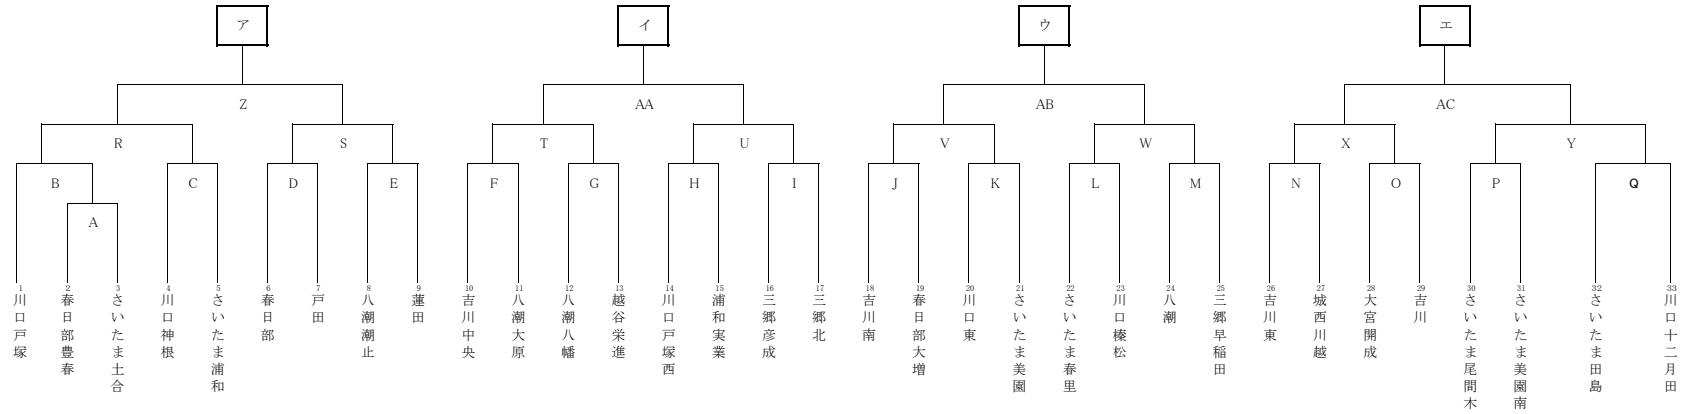 ア イ ウ エ
Z AA AB AC
R S T U V W X Y
B C D E F G H I J K L M N O P Q
A
1 川口戸塚
2 春日部豊春
3 さいたま土合
4 川口神根
5 さいたま浦和
6 春日部
7 戸田
8 八潮潮止
9 蓮田
10 吉川中央
11 八潮大原
12 八潮八幡
13 越谷栄進
14 川口戸塚西
15 浦和実業
16 三郷彦成
17 三郷北
18 吉川南
19 春日部大増
20 川口東
21 さいたま美園
22 さいたま春里
23 川口榛松
24 八潮
25 三郷早稲田
26 吉川東
27 城西川越
28 大宮開成
29 吉川
30 さいたま尾間木
31 さいたま美園南
32 さいたま田島
33 川口十二月田